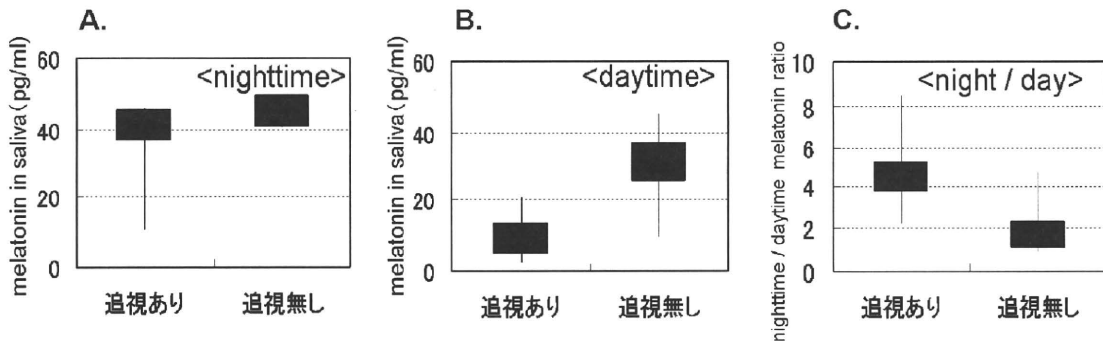 A.
melatonin in saliva (pg/ml)
60
40
20
0
<nighttime>
追視あり 追視無し
B.
melatonin in saliva (pg/ml)
60
40
20
0
<daytime>
追視あり 追視無し
C.
nighttime / daytime melatonin ratio
10
8
6
4
2
0
<night / day>
追視あり 追視無し